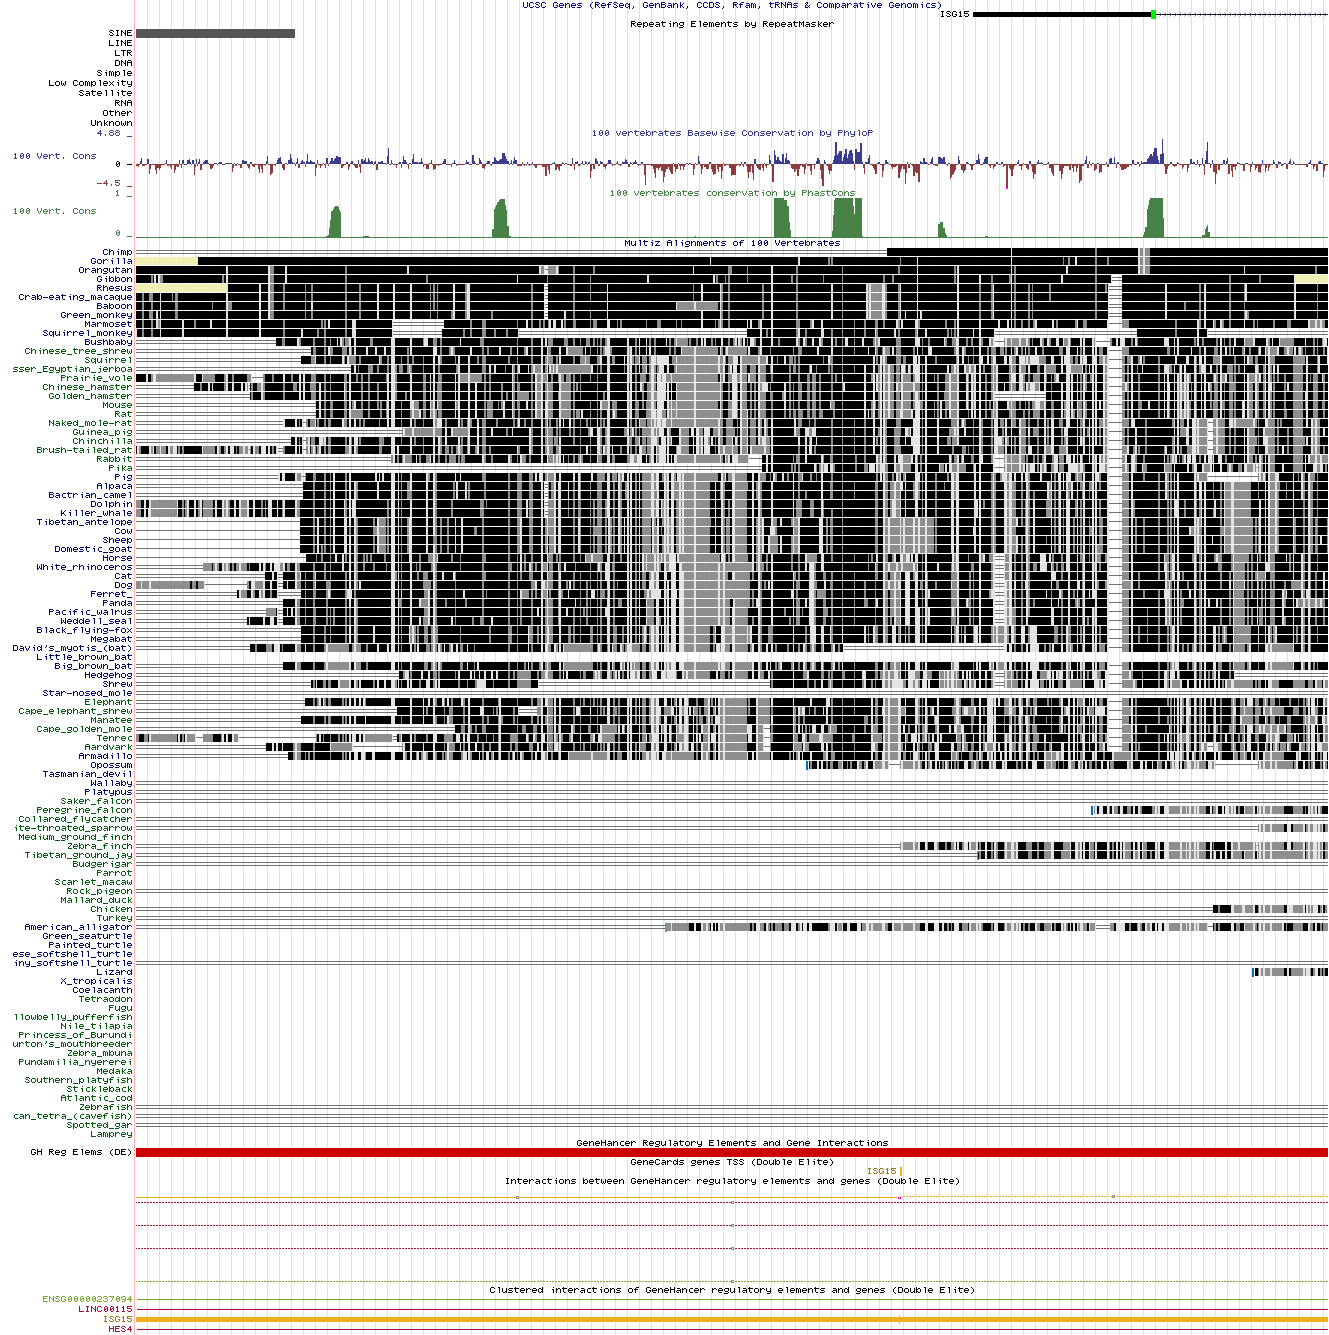 UCSC Genes (RefSeq, GenBank, CCDS, Rfam, tRNAs & Comparative Genomics)
ISG15
Repeating Elements by RepeatMasker
SINE
LINE
LTR
DNA
Simple
Low Complexity
Satellite
RNA
Other
Unknown
4.88 _
100 vertebrates Basewise Conservation by PhyloP
100 Vert. Cons
0 -
-4.5 _
1 _
100 vertebrates conservation by PhastCons
100 Vert. Cons
0 _
Multiz Alignments of 100 Vertebrates
Chimp
Gorilla
Orangutan
Gibbon
Rhesus
Crab-eating_macaque
Baboon
Green_monkey
Marmoset
Squirrel_monkey
Bushbaby
Chinese_tree_shrew
Squirrel
sser_Egyptian_jerboa
Prairie_vole
Chinese_hamster
Golden_hamster
Mouse
Rat
Naked_mole-rat
Guinea_pig
Chinchilla
Brush-tailed_rat
Rabbit
Pika
Pig
Alpaca
Bactrian_camel
Dolphin
Killer_whale
Tibetan_antelope
Cow
Sheep
Domestic_goat
Horse
White_rhinoceros
Cat
Dog
Ferret_
Panda
Pacific_walrus
Weddell_seal
Black_flying-fox
Megabat
David's_myotis_(bat)
Little_brown_bat
Big_brown_bat
Hedgehog
Shrew
Star-nosed_mole
Elephant
Cape_elephant_shrew
Manatee
Cape_golden_mole
Tenrec
Aardvark
Armadillo
Opossum
Tasmanian_devil
Wallaby
Platypus
Saker_falcon
Peregrine_falcon
Collared_flycatcher
ite-throated_sparrow
Medium_ground_finch
Zebra_finch
Tibetan_ground_jay
Budgerigar
Parrot
Scarlet_macaw
Rock_pigeon
Mallard_duck
Chicken
Turkey
American_alligator
Green_seaturtle
Painted_turtle
ese_softshell_turtle
iny_softshell_turtle
Lizard
X_tropicalis
Coelacanth
Tetraodon
Fugu
llowbelly_pufferfish
Nile_tilapia
Princess_of_Burundi
urton's_mouthbreeder
Zebra_mbuna
Pundamilia_nyererei
Medaka
Southern_platyfish
Stickleback
Atlantic_cod
Zebrafish
can_tetra_(cavefish)
Spotted_gar
Lamprey
GeneHancer Regulatory Elements and Gene Interactions
GH Reg Elems (DE)
GeneCards genes TSS (Double Elite)
ISG15
Interactions between GeneHancer regulatory elements and genes (Double Elite)
Clustered interactions of GeneHancer regulatory elements and genes (Double Elite)
ENSG00000237094
LINC00115
ISG15
HES4